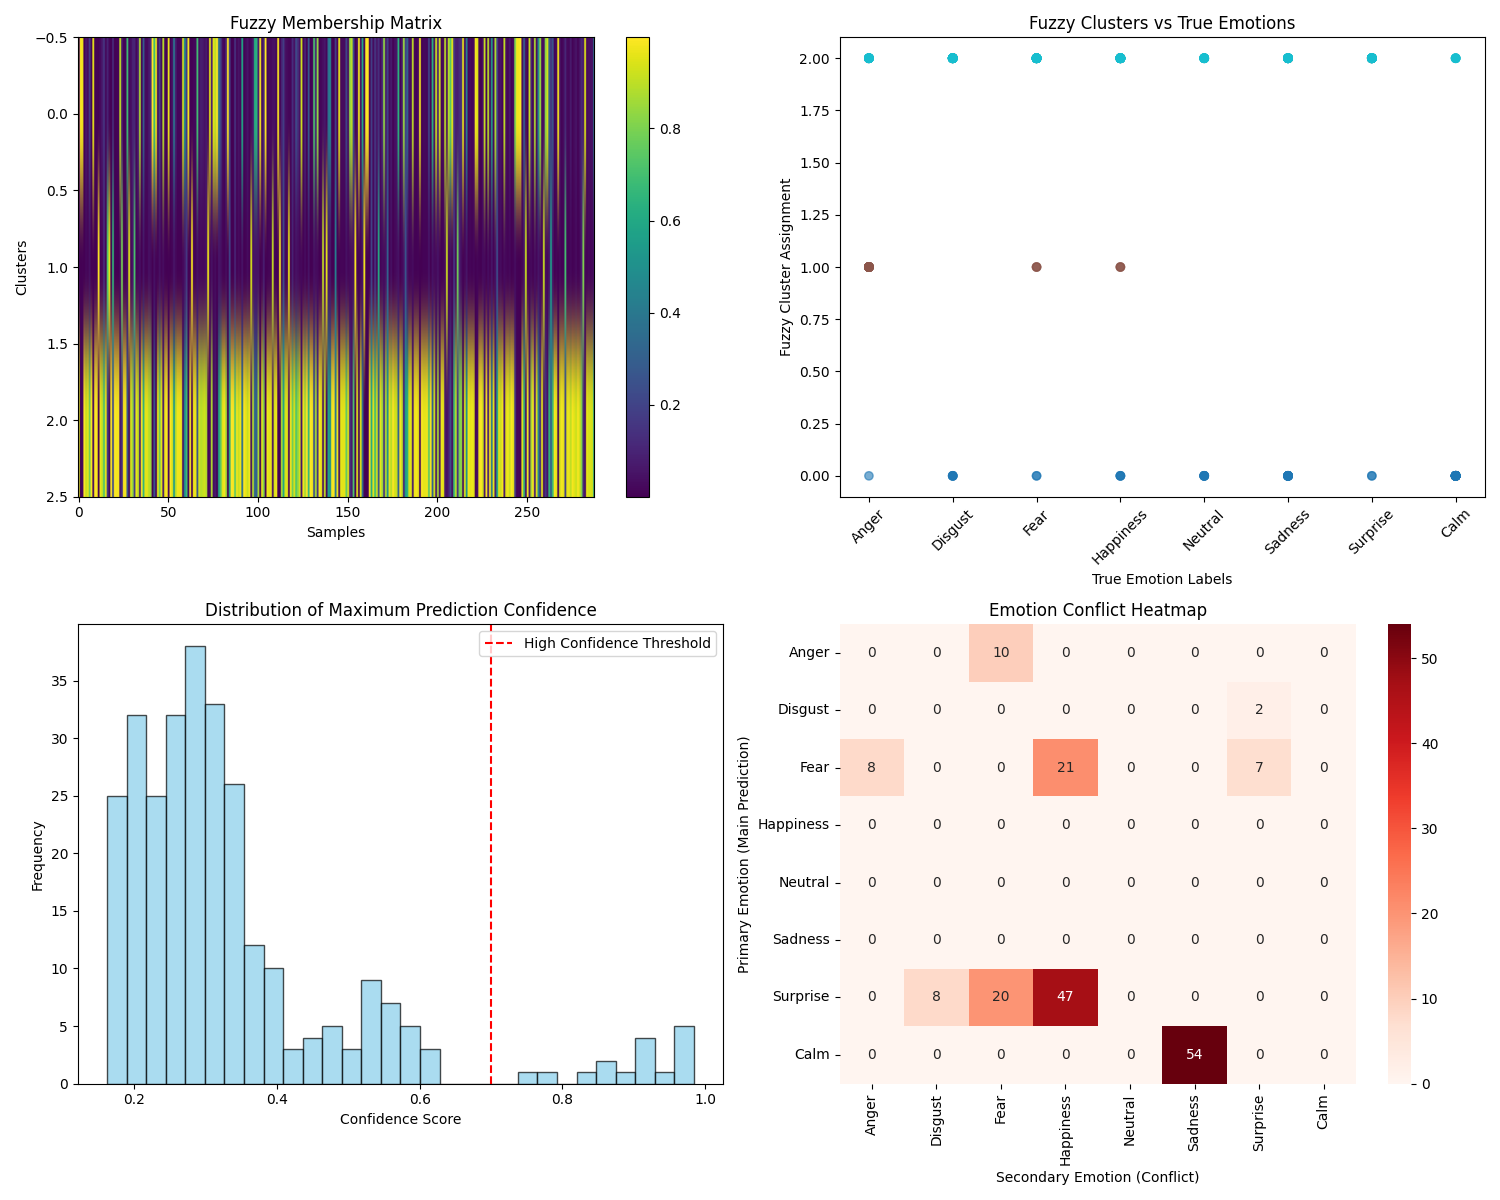 Fuzzy Membership Matrix
−0.5
0.0
0.5
1.0
1.5
2.0
2.5
Clusters
0 50 100 150 200 250
Samples
0.8
0.6
0.4
0.2
Fuzzy Clusters vs True Emotions
2.00
1.75
1.50
1.25
1.00
0.75
0.50
0.25
0.00
Fuzzy Cluster Assignment
Anger Disgust Fear Happiness Neutral Sadness Surprise Calm
True Emotion Labels
Distribution of Maximum Prediction Confidence
High Confidence Threshold
35
30
25
20
15
10
5
0
Frequency
0.2 0.4 0.6 0.8 1.0
Confidence Score
Emotion Conflict Heatmap
Primary Emotion (Main Prediction)
Anger 0 0 10 0 0 0 0 0
Disgust 0 0 0 0 0 0 2 0
Fear 8 0 0 21 0 0 7 0
Happiness 0 0 0 0 0 0 0 0
Neutral 0 0 0 0 0 0 0 0
Sadness 0 0 0 0 0 0 0 0
Surprise 0 8 20 47 0 0 0 0
Calm 0 0 0 0 0 54 0 0
Anger Disgust Fear Happiness Neutral Sadness Surprise Calm
Secondary Emotion (Conflict)
50
40
30
20
10
0